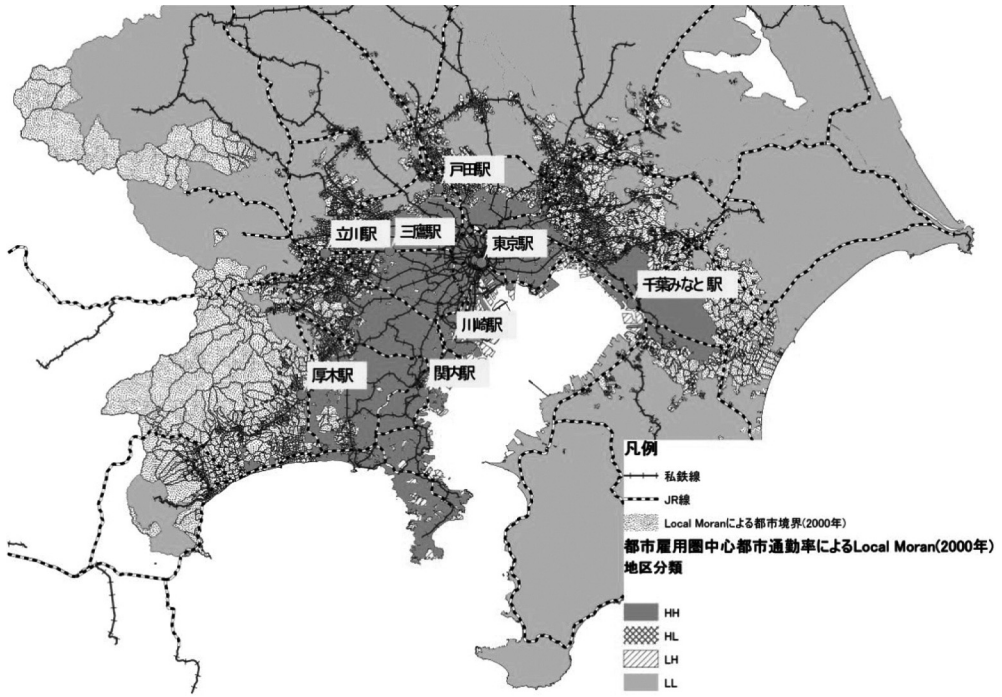 戸田駅
立川駅
三鷹駅
東京駅
千葉みなと 駅
川崎駅
厚木駅
関内駅
凡例
私鉄線
JR線
Local Moranによる都市境界(2000年)
都市雇用圏中心都市通勤率によるLocal Moran(2000年)
地区分類
HH
HL
LH
LL